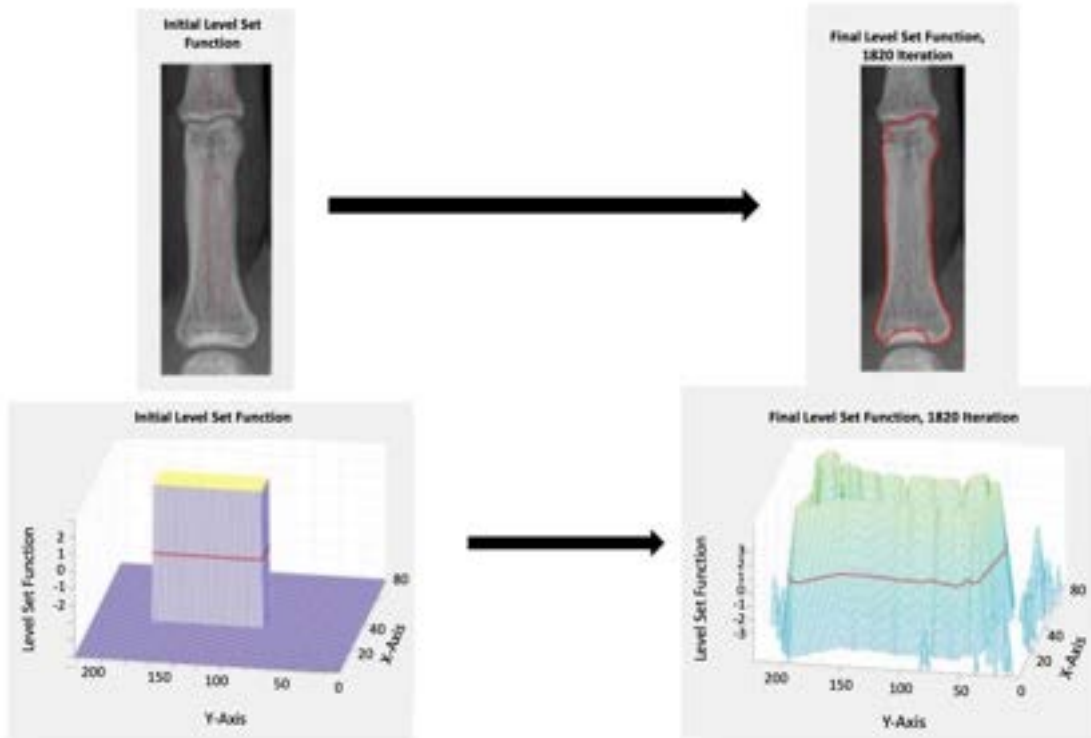 Initial Level Set
Function
Final Level Set Function,
1820 Iteration
Initial Level Set Function
Level Set Function
2
1
0
-1
-2
200
150
100
50
0
Y-Axis
20
40
80
X-Axis
Final Level Set Function, 1820 Iteration
Level Set Function
200
150
100
50
0
Y-Axis
20
40
80
X-Axis